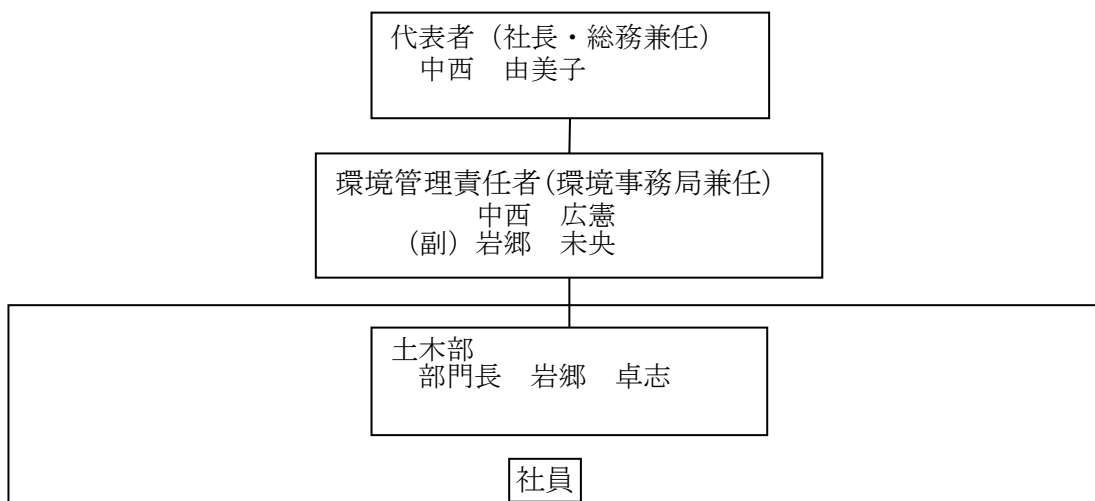 代表者（社長・総務兼任）
中西　由美子
環境管理責任者(環境事務局兼任)
中西　広憲
（副）岩郷　未央
土木部
部門長　岩郷　卓志
社員